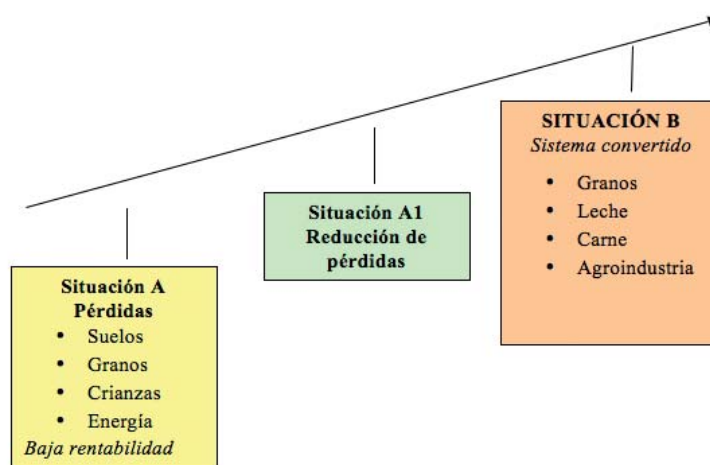 Situación A
Pérdidas
• Suelos
• Granos
• Crianzas
• Energía
Baja rentabilidad
Situación A1
Reducción de
pérdidas
SITUACIÓN B
Sistema convertido
• Granos
• Leche
• Carne
• Agroindustria